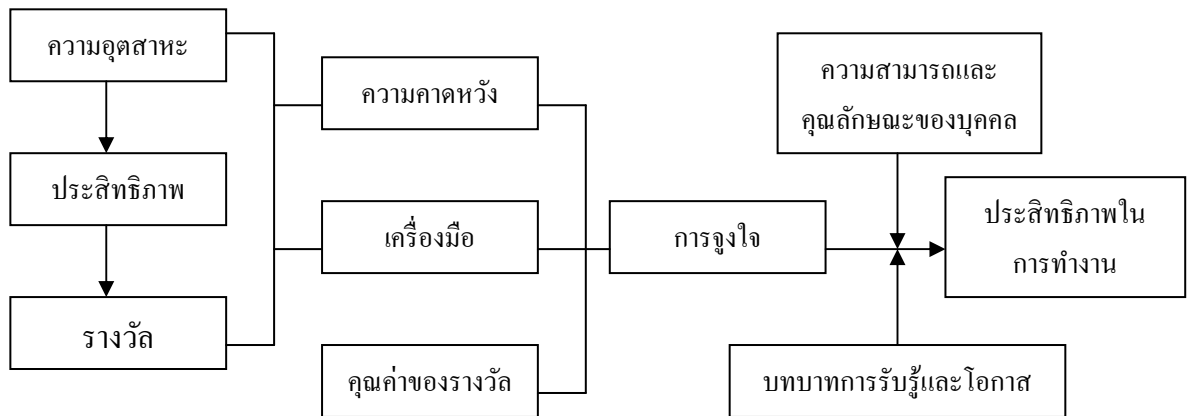 ความอุตสาหะ
ประสิทธิภาพ
รางวัล
ความคาดหวัง
เครื่องมือ
คุณค่าของรางวัล
การจูงใจ
ความสามารถและ
คุณลักษณะของบุคคล
บทบาทการรับรู้และโอกาส
ประสิทธิภาพใน
การทำงาน